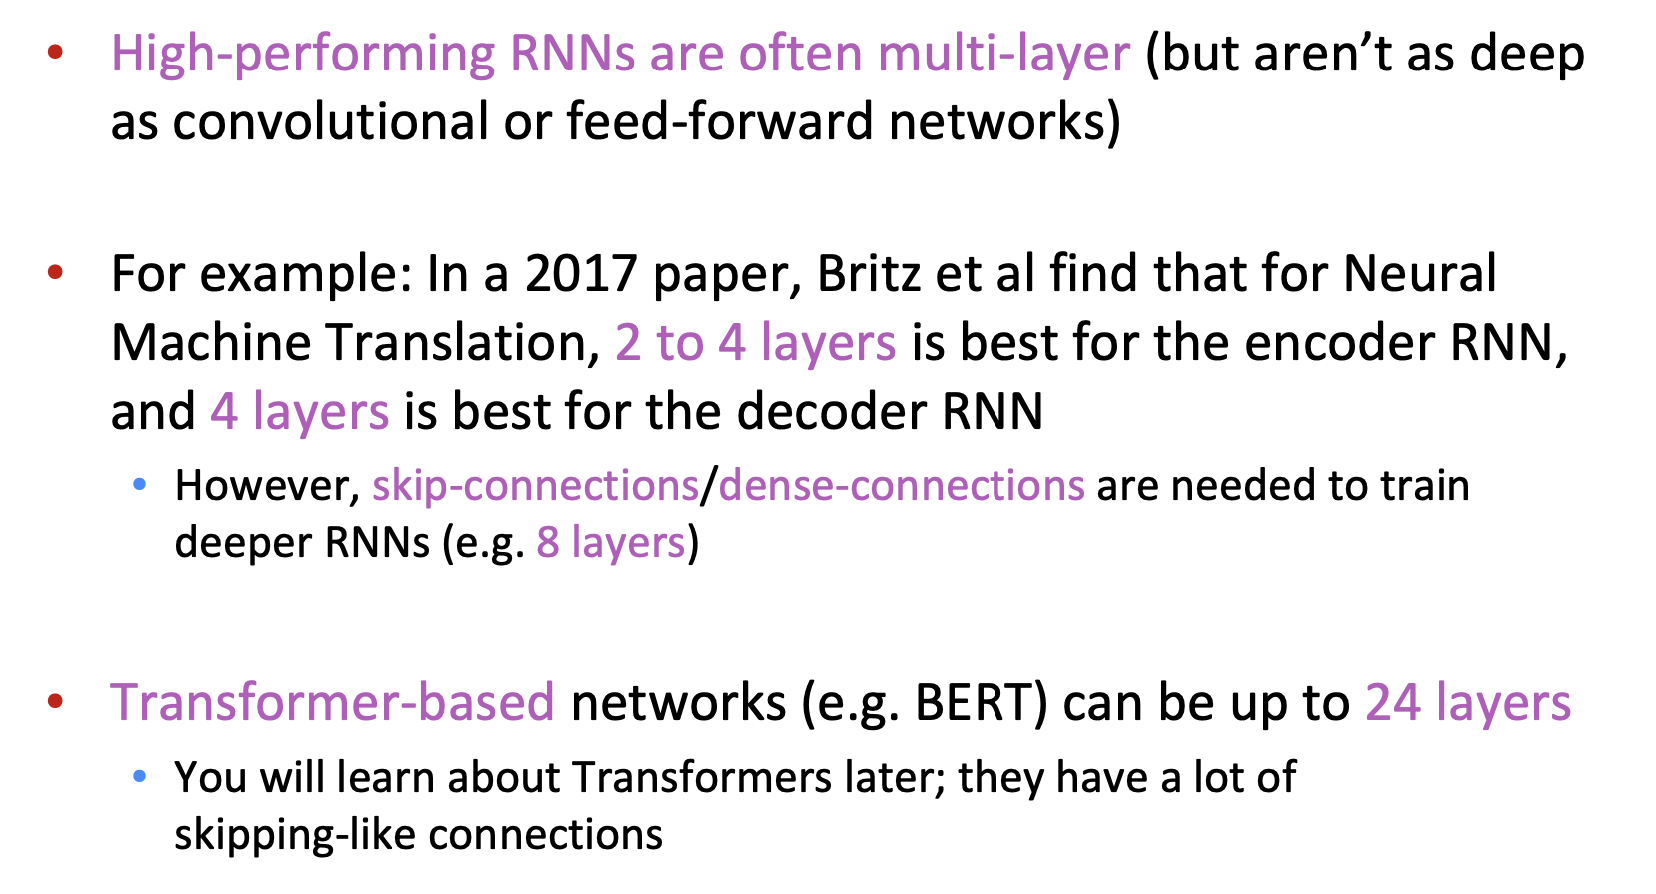 • High-performing RNNs are often multi-layer (but aren’t as deep
as convolutional or feed-forward networks)
• For example: In a 2017 paper, Britz et al find that for Neural
Machine Translation, 2 to 4 layers is best for the encoder RNN,
and 4 layers is best for the decoder RNN
• However, skip-connections/dense-connections are needed to train
deeper RNNs (e.g. 8 layers)
• Transformer-based networks (e.g. BERT) can be up to 24 layers
• You will learn about Transformers later; they have a lot of
skipping-like connections